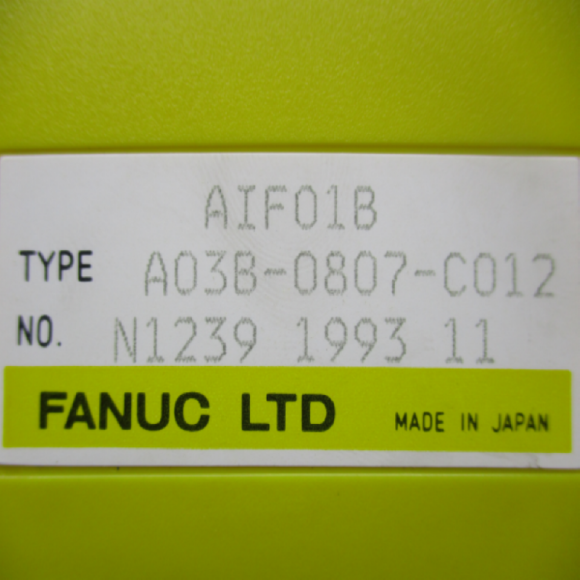 AIF01B
TYPE A03B-0807-C012
NO. N1239 1993 11
FANUC LTD MADE IN JAPAN